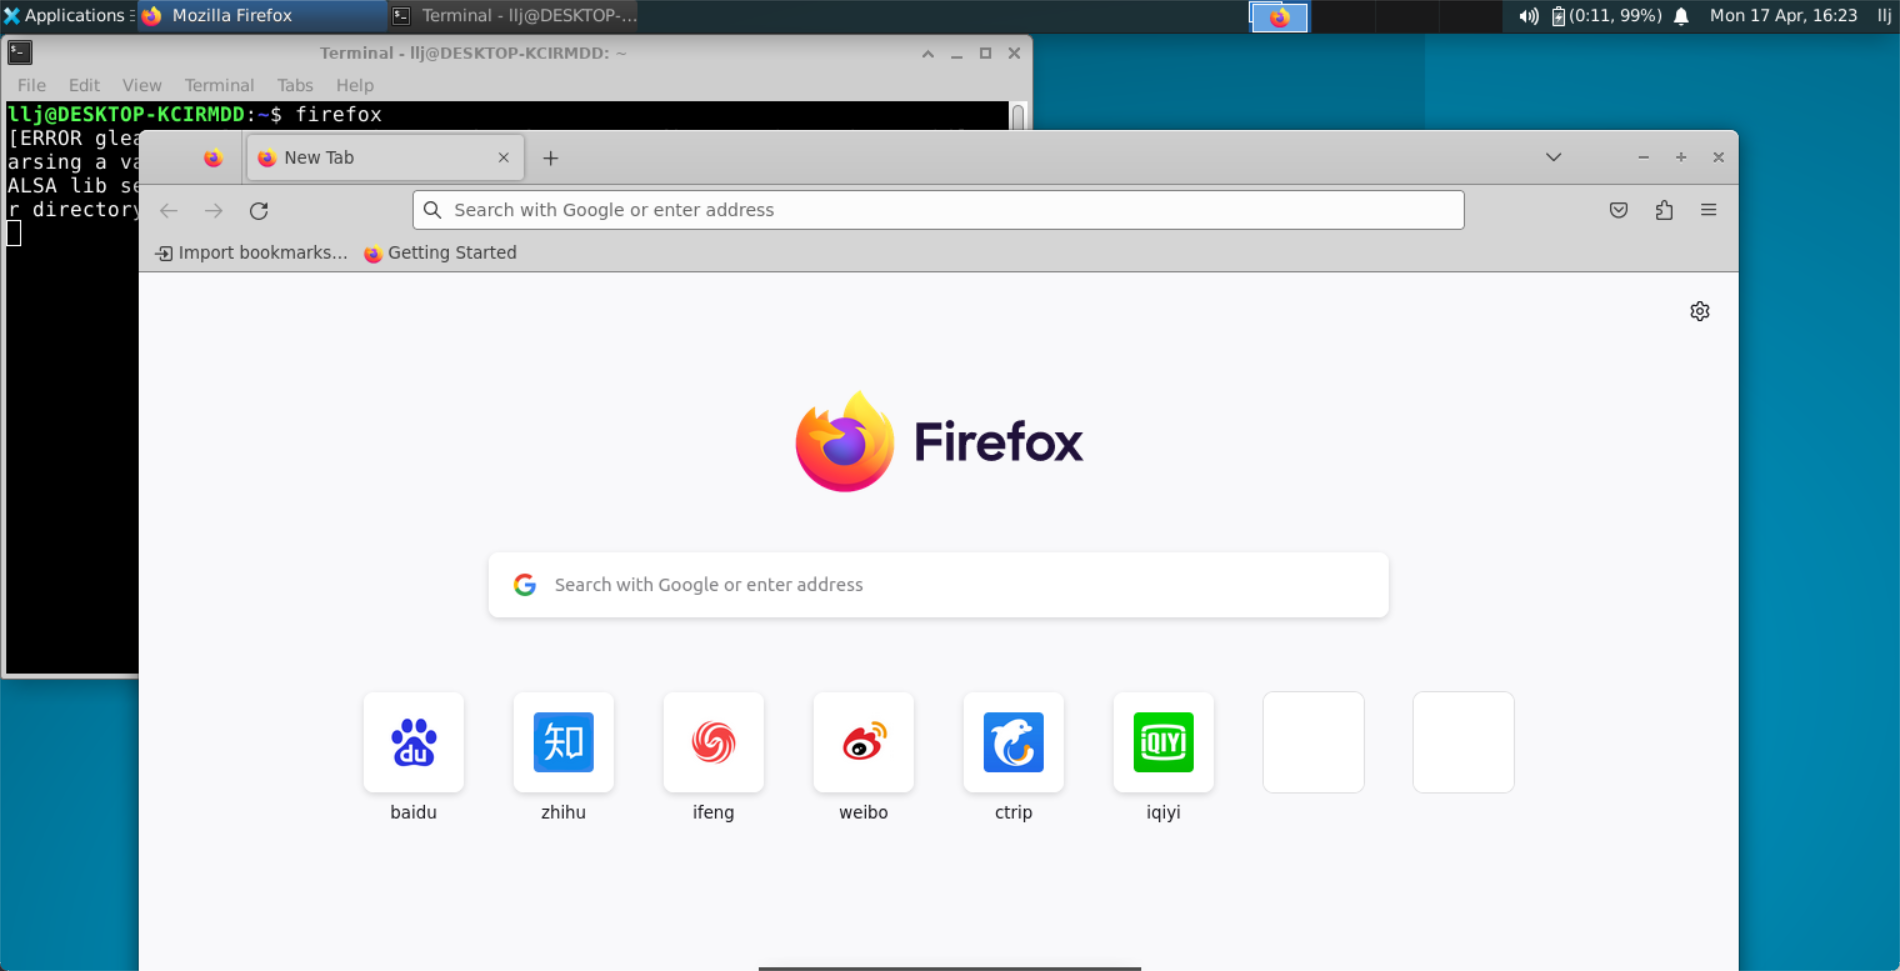 Applications
Mozilla Firefox
Terminal - llj@DESKTOP-...
(0:11, 99%)
Mon 17 Apr, 16:23
llj
Terminal - llj@DESKTOP-KCIRMDD: ~
File Edit View Terminal Tabs Help
llj@DESKTOP-KCIRMDD:~$ firefox
[ERROR glea
arsing a va
ALSA lib se
r directory
New Tab
Search with Google or enter address
Import bookmarks...
Getting Started
Firefox
Search with Google or enter address
du
知
iQIYI
baidu
zhihu
ifeng
weibo
ctrip
iqiyi